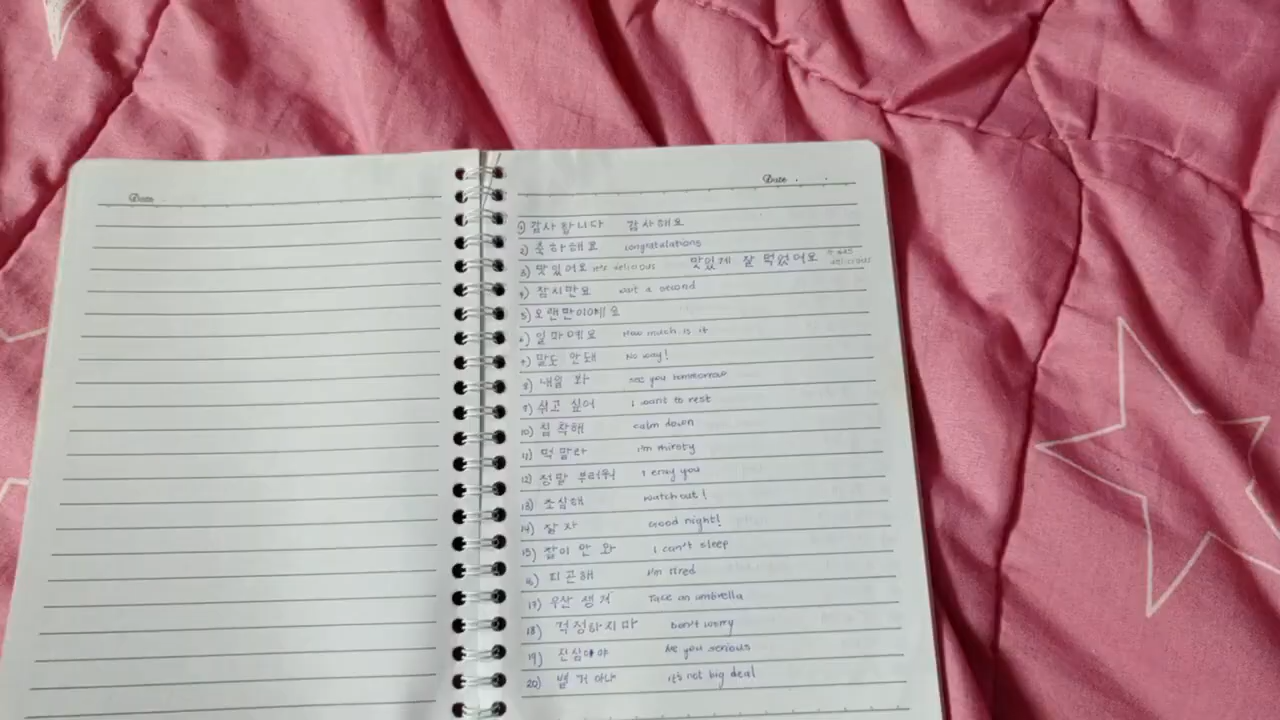 Date
Date
1) 감사합니다 감사해요
2) 축하해요 congratulations
3) 맛있어요 it's delicious 맛있게 잘 먹었어요 it was delicious
4) 잠시만요 wait a second
5) 오랜만이에요
6) 얼마예요 How much is it
7) 말도 안돼 No way!
8) 내일 봐 see you tommorrow
9) 쉬고 싶어 I want to rest
10) 침착해 calm down
11) 목 말라 I'm thirsty
12) 정말 부러워 I envy you
13) 조심해 watch out!
14) 잘 자 Good night!
15) 잠이 안 와 I can't sleep
16) 피곤해 I'm tired
17) 우산 챙겨 Take an umbrella
18) 걱정하지마 Don't worry
19) 진심이야 Are you serious
20) 별 거 아냐 it's not big deal